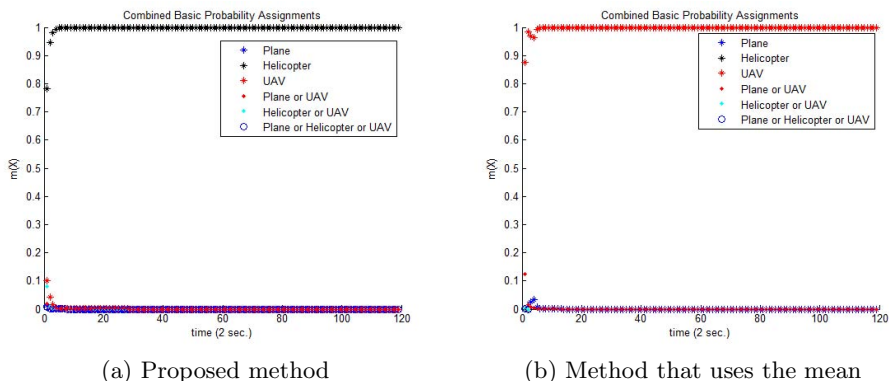 Combined Basic Probability Assignments
1
0.9
0.8
0.7
0.6
0.5
0.4
0.3
0.2
0.1
0
m(X)
Plane
Helicopter
UAV
Plane or UAV
Helicopter or UAV
Plane or Helicopter or UAV
0 20 40 60 80 100 120
time (2 sec.)
(a) Proposed method
Combined Basic Probability Assignments
1
0.9
0.8
0.7
0.6
0.5
0.4
0.3
0.2
0.1
0
m(X)
Plane
Helicopter
UAV
Plane or UAV
Helicopter or UAV
Plane or Helicopter or UAV
0 20 40 60 80 100 120
time (2 sec.)
(b) Method that uses the mean